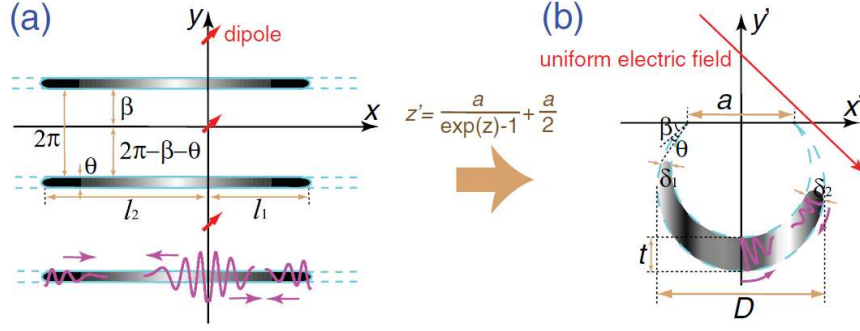 (a)
y
dipole
x
β
2π
2π−β−θ
θ
l₂
l₁
z'= a/(exp(z)-1) + a/2
(b)
y'
uniform electric field
x'
a
β
θ
δ₁
δ₂
t
D